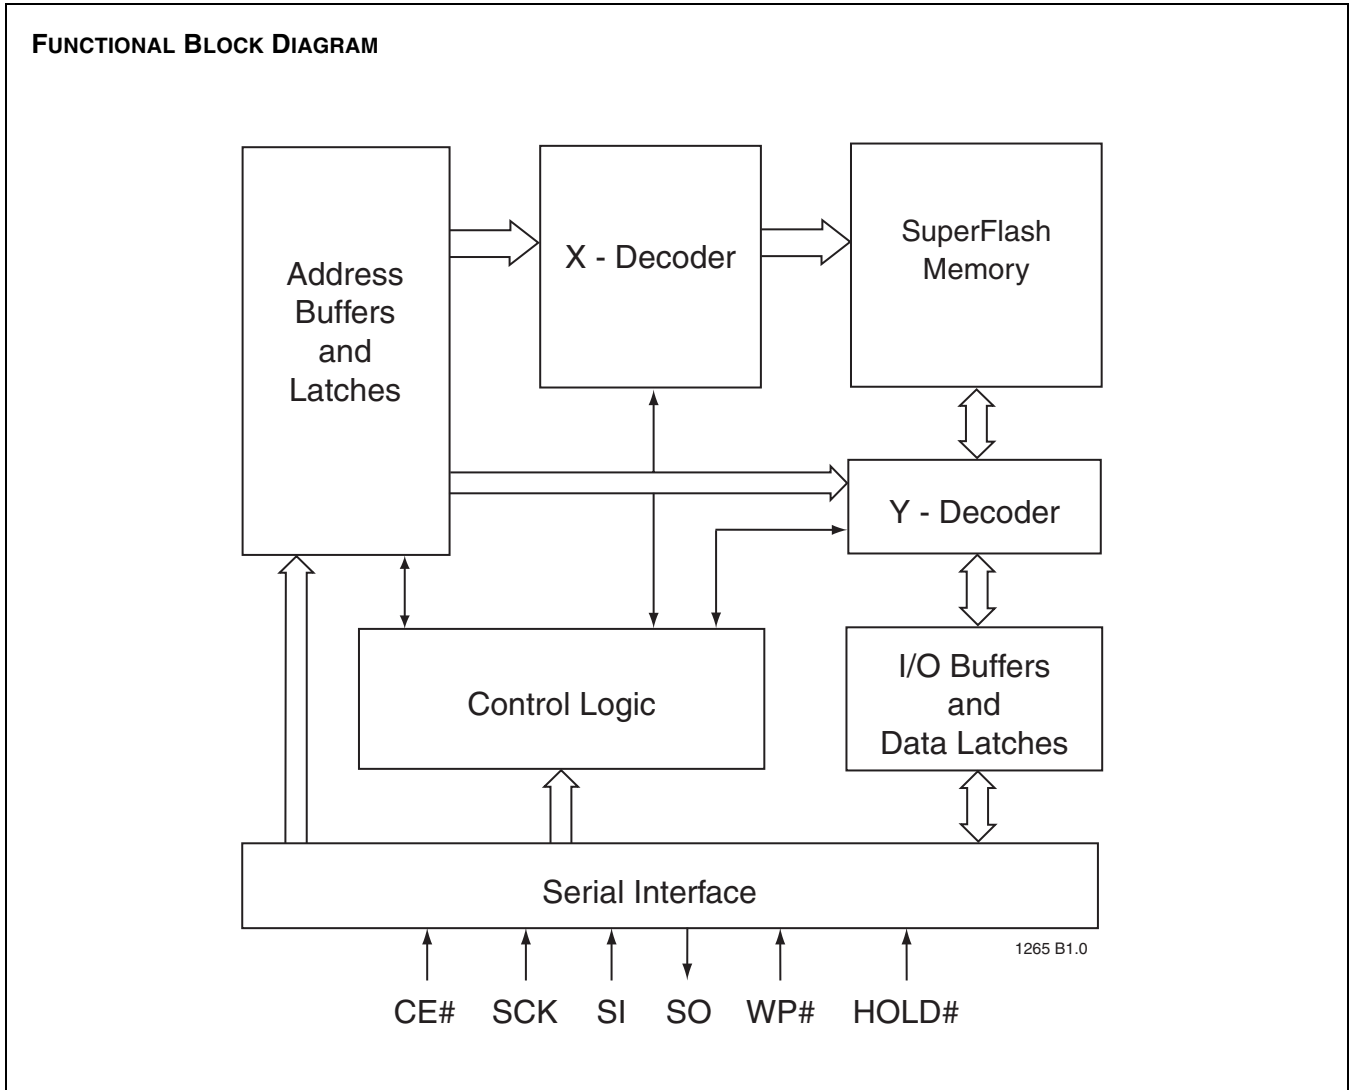 FUNCTIONAL BLOCK DIAGRAM
Address
Buffers
and
Latches
X - Decoder
SuperFlash
Memory
Y - Decoder
Control Logic
I/O Buffers
and
Data Latches
Serial Interface
1265 B1.0
CE# SCK SI SO WP# HOLD#